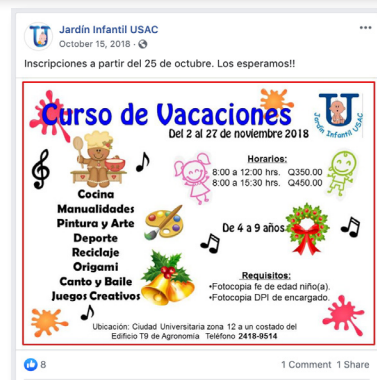 Jardín Infantil USAC
October 15, 2018
Inscripciones a partir del 25 de octubre. Los esperamos!!
Curso de Vacaciones
Del 2 al 27 de noviembre 2018
Jardin Infantil USAC
Horarios:
8:00 a 12:00 hrs. Q350.00
8:00 a 15:30 hrs. Q450.00
Cocina
Manualidades
Pintura y Arte
Deporte
Reciclaje
Origami
Canto y Baile
Juegos Creativos
De 4 a 9 años
Requisitos:
•Fotocopia fe de edad niño(a).
•Fotocopia DPI de encargado.
Ubicación: Ciudad Universitaria zona 12 a un costado del
Edificio T9 de Agronomía Teléfono 2418-9514
8
1 Comment 1 Share